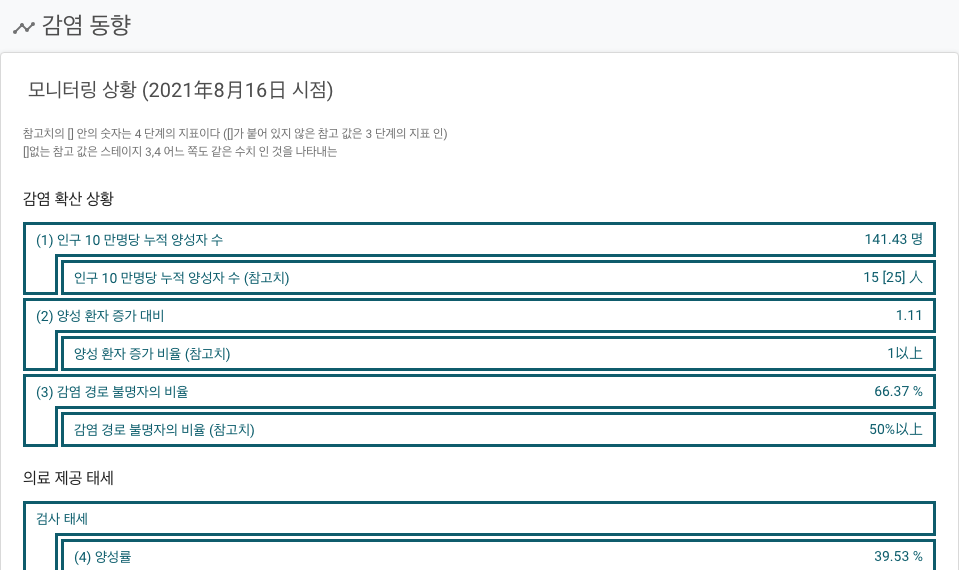 감염 동향
모니터링 상황 (2021年8月16日 시점)
참고치의 [] 안의 숫자는 4 단계의 지표이다 ([]가 붙어 있지 않은 참고 값은 3 단계의 지표 인)
[]없는 참고 값은 스테이지 3,4 어느 쪽도 같은 수치 인 것을 나타내는
감염 확산 상황
(1) 인구 10 만명당 누적 양성자 수 141.43 명
인구 10 만명당 누적 양성자 수 (참고치) 15 [25] 人
(2) 양성 환자 증가 대비 1.11
양성 환자 증가 비율 (참고치) 1以上
(3) 감염 경로 불명자의 비율 66.37 %
감염 경로 불명자의 비율 (참고치) 50%以上
의료 제공 태세
검사 태세
(4) 양성률 39.53 %